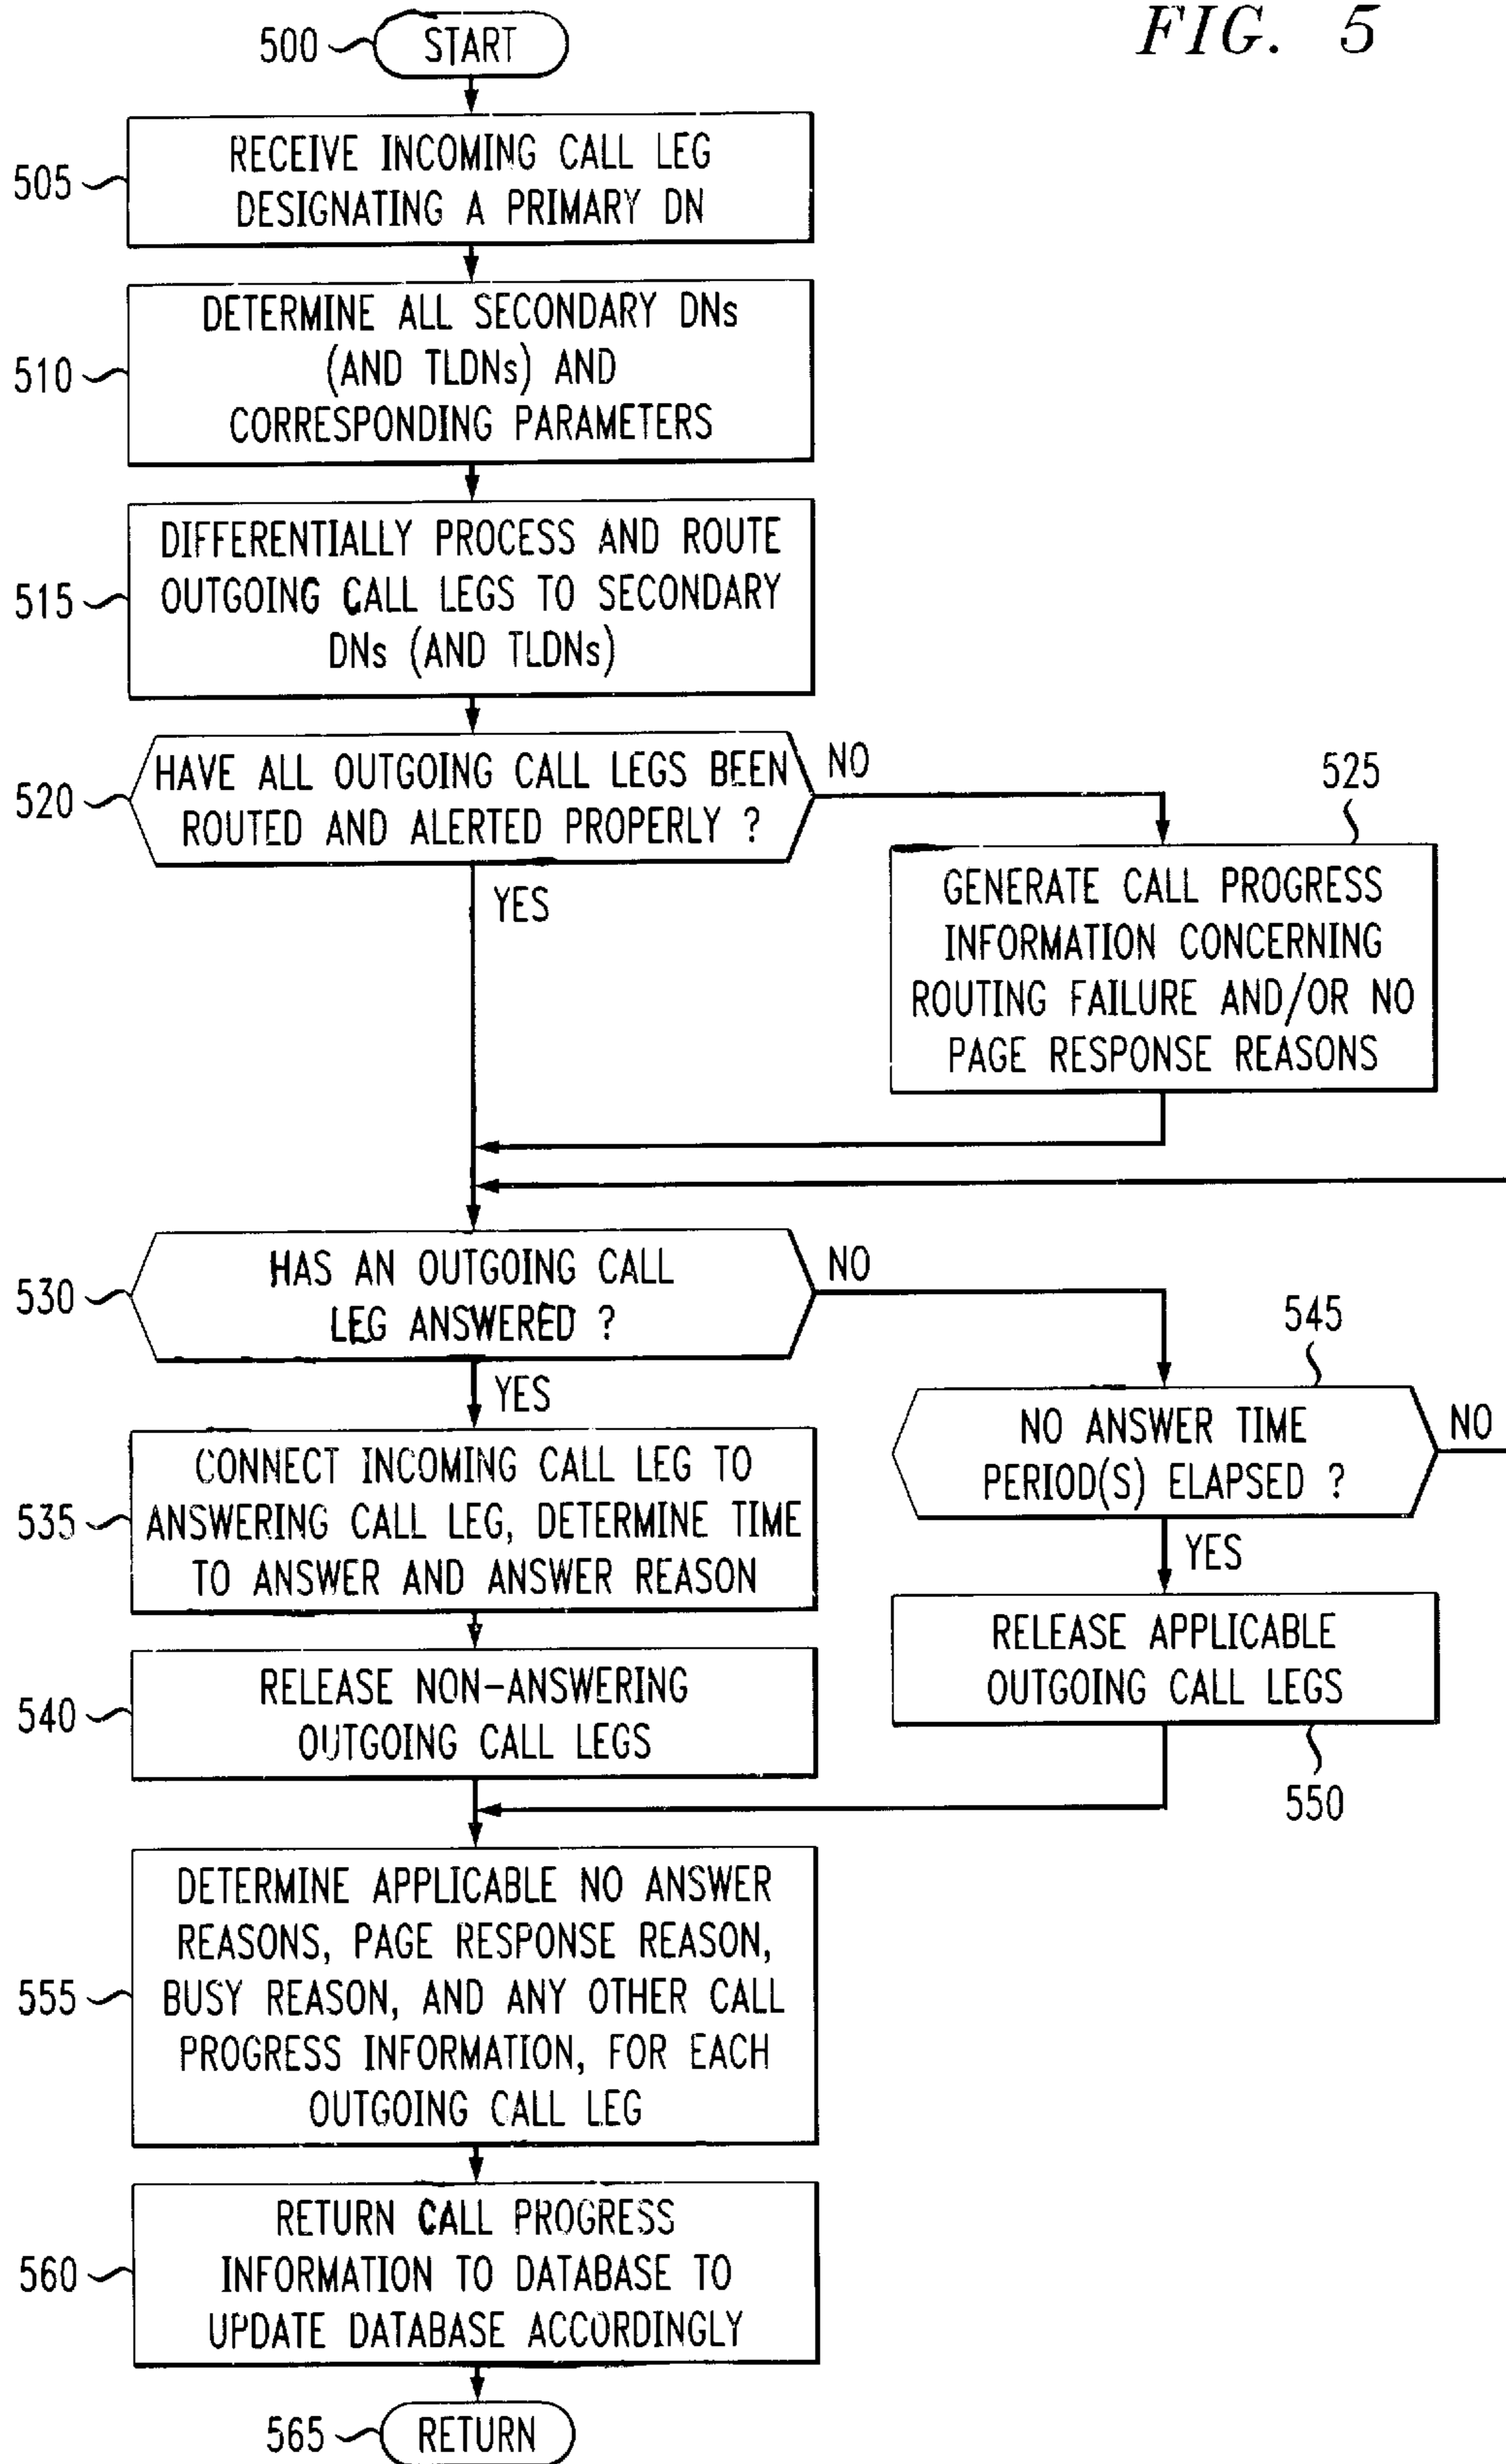 FIG. 5
500
START
505
RECEIVE INCOMING CALL LEG
DESIGNATING A PRIMARY DN
510
DETERMINE ALL SECONDARY DNs
(AND TLDNs) AND
CORRESPONDING PARAMETERS
515
DIFFERENTIALLY PROCESS AND ROUTE
OUTGOING CALL LEGS TO SECONDARY
DNs (AND TLDNs)
520
HAVE ALL OUTGOING CALL LEGS BEEN
ROUTED AND ALERTED PROPERLY ?
NO
YES
525
GENERATE CALL PROGRESS
INFORMATION CONCERNING
ROUTING FAILURE AND/OR NO
PAGE RESPONSE REASONS
530
HAS AN OUTGOING CALL
LEG ANSWERED ?
NO
YES
545
NO ANSWER TIME
PERIOD(S) ELAPSED ?
NO
YES
535
CONNECT INCOMING CALL LEG TO
ANSWERING CALL LEG, DETERMINE TIME
TO ANSWER AND ANSWER REASON
540
RELEASE NON-ANSWERING
OUTGOING CALL LEGS
RELEASE APPLICABLE
OUTGOING CALL LEGS
550
555
DETERMINE APPLICABLE NO ANSWER
REASONS, PAGE RESPONSE REASON,
BUSY REASON, AND ANY OTHER CALL
PROGRESS INFORMATION, FOR EACH
OUTGOING CALL LEG
560
RETURN CALL PROGRESS
INFORMATION TO DATABASE TO
UPDATE DATABASE ACCORDINGLY
565
RETURN